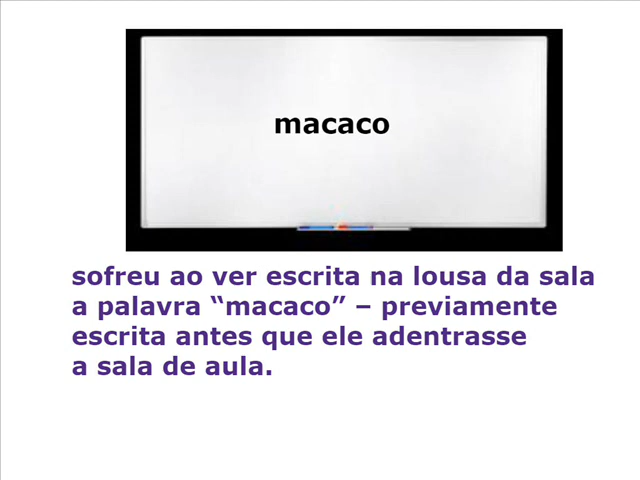 macaco
sofreu ao ver escrita na lousa da sala
a palavra “macaco” – previamente
escrita antes que ele adentrasse
a sala de aula.